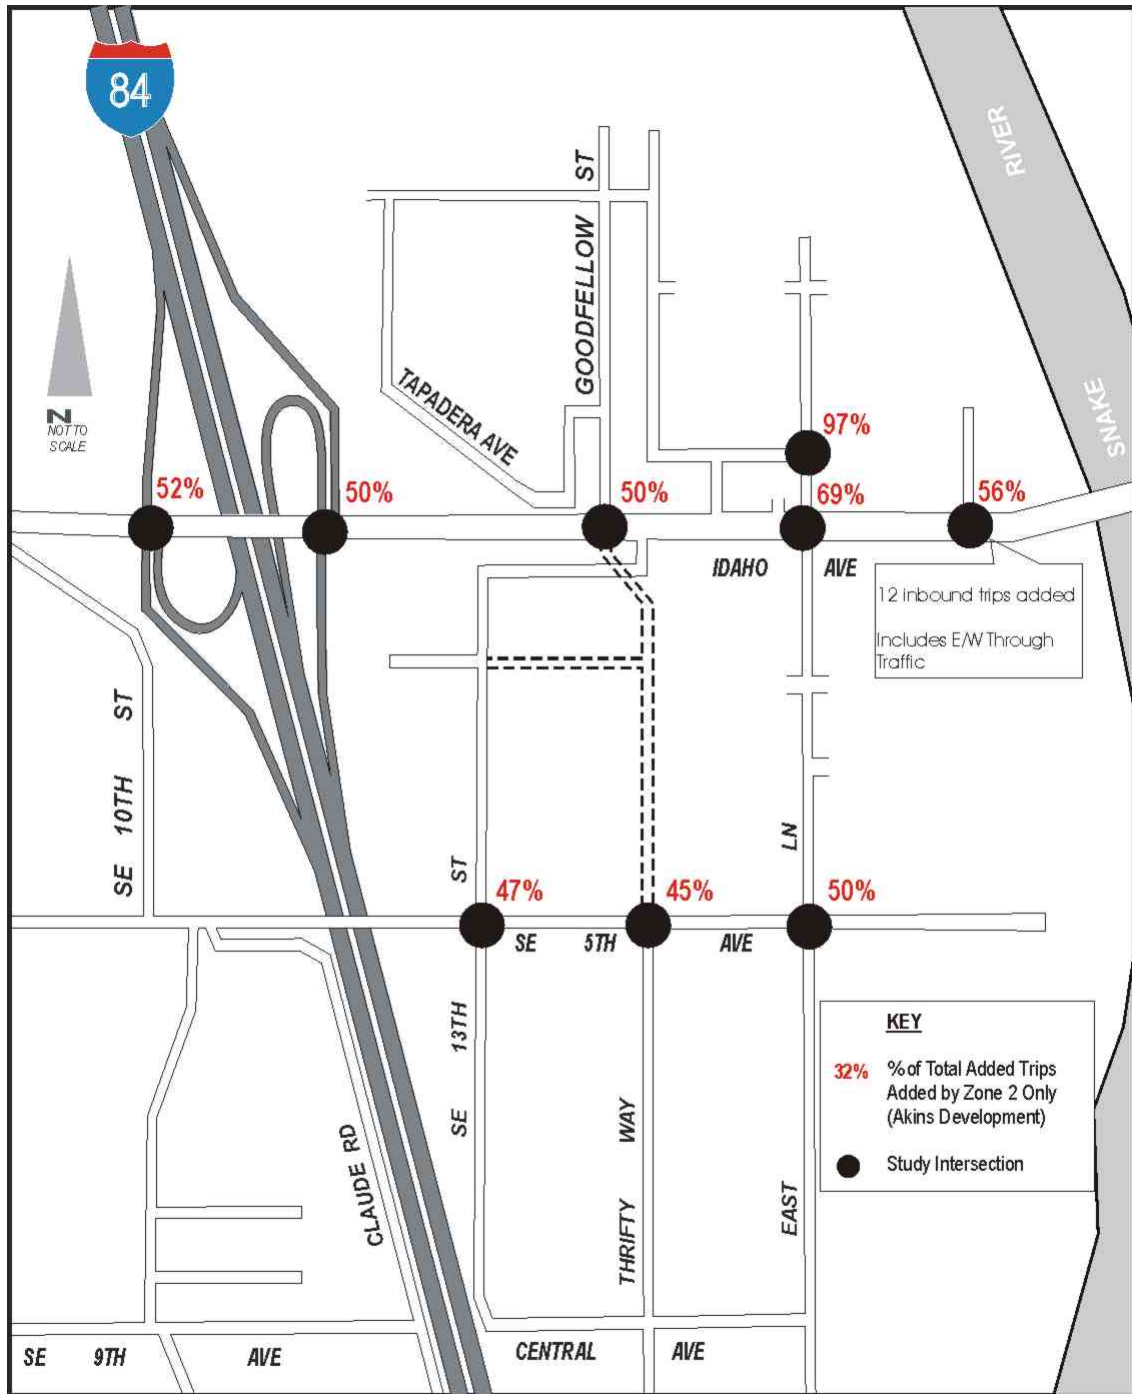 84
RIVER
SNAKE
GOODFELLOW ST
TAPADERA AVE
N
NOT TO
SCALE
97%
52%
50%
50%
69%
56%
IDAHO AVE
12 inbound trips added
Includes E/W Through
Traffic
SE 10TH ST
47%
45%
50%
SE 5TH AVE
SE 13TH ST
THRIFTY WAY
EAST LN
CLAUDE RD
KEY
32% % of Total Added Trips
Added by Zone 2 Only
(Akins Development)
Study Intersection
SE 9TH AVE
CENTRAL AVE